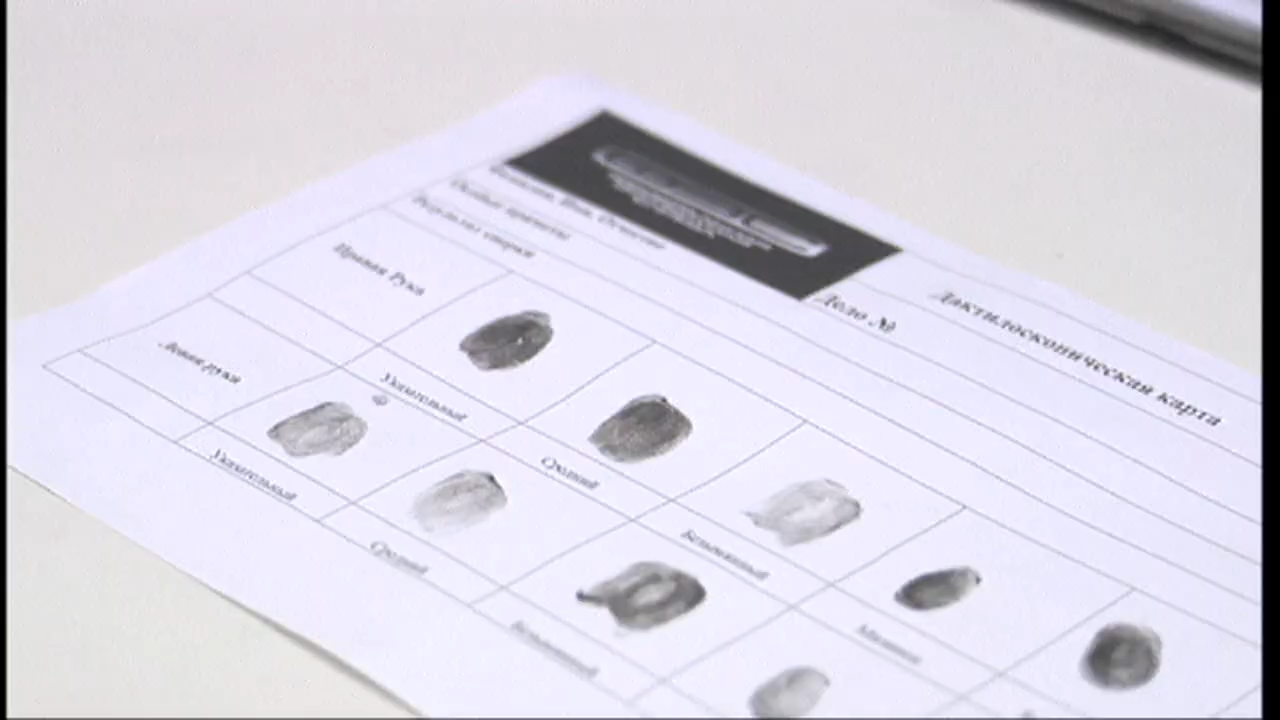 Дактилоскопическая карта
Дело №
Фамилия, Имя, Отчество
Особые приметы
Результат сверки
Правая Рука
Указательный
Средний
Безымянный
Мизинец
Левая рука
Указательный
Средний
Безымянный